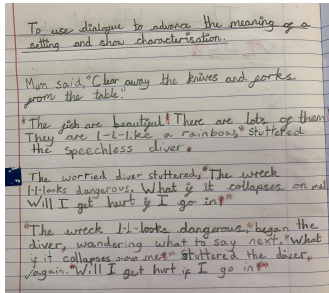 To use dialogue to advance the meaning of a
setting and show characterisation.
Mum said, "Clear away the knives and forks
from the table."
"The fish are beautiful! There are lots of them
They are l-l-like a rainbow," stuttered
the speechless diver.
The worried diver stuttered, "The wreck
l-l-looks dangerous. What if it collapses on me!
Will I get hurt if I go in?"
"The wreck l-l-looks dangerous," began the
diver, wandering what to say next. "What
if it collapses on me?" stuttered the diver,
again. "Will I get hurt if I go in?"